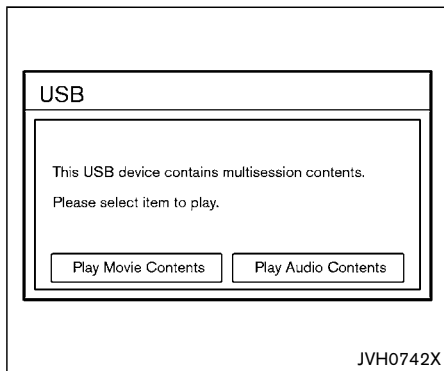 USB
This USB device contains multisession contents.
Please select item to play.
Play Movie Contents Play Audio Contents
JVH0742X